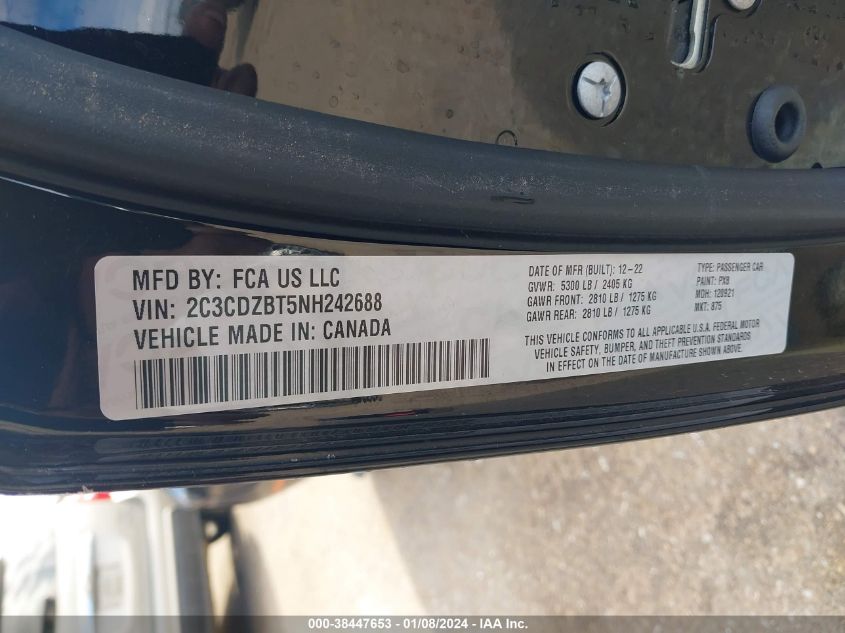 MFD BY: FCA US LLC
VIN: 2C3CDZBT5NH242688
VEHICLE MADE IN: CANADA
DATE OF MFR (BUILT): 12-22
GVWR: 5300 LB / 2405 KG
GAWR FRONT: 2810 LB / 1275 KG
GAWR REAR: 2810 LB / 1275 KG
TYPE: PASSENGER CAR
PAINT: PX8
MDH: 120921
MKT: 875
THIS VEHICLE CONFORMS TO ALL APPLICABLE U.S.A. FEDERAL MOTOR
VEHICLE SAFETY, BUMPER, AND THEFT PREVENTION STANDARDS
IN EFFECT ON THE DATE OF MANUFACTURE SHOWN ABOVE.
000-38447653 - 01/08/2024 - IAA Inc.